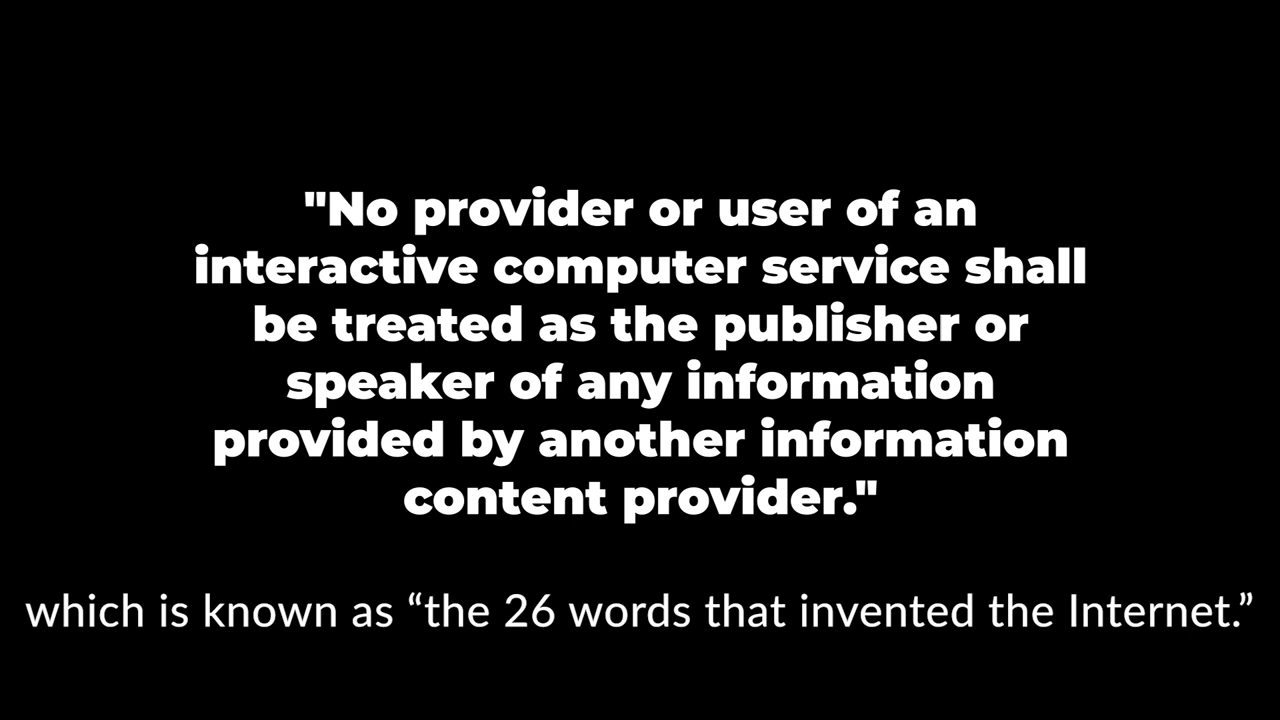 "No provider or user of an
interactive computer service shall
be treated as the publisher or
speaker of any information
provided by another information
content provider."
which is known as “the 26 words that invented the Internet.”